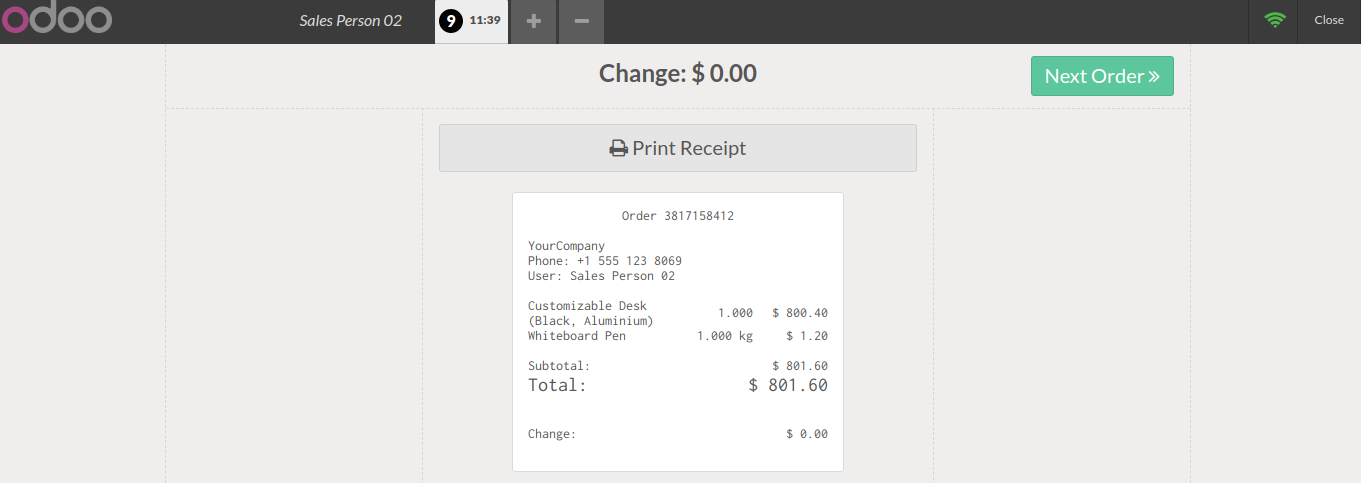 odoo Sales Person 02 9 11:39 + − Close
Change: $ 0.00 Next Order »
Print Receipt
Order 3817158412
YourCompany
Phone: +1 555 123 8069
User: Sales Person 02
Customizable Desk
(Black, Aluminium) 1.000 $ 800.40
Whiteboard Pen 1.000 kg $ 1.20
Subtotal: $ 801.60
Total: $ 801.60
Change: $ 0.00